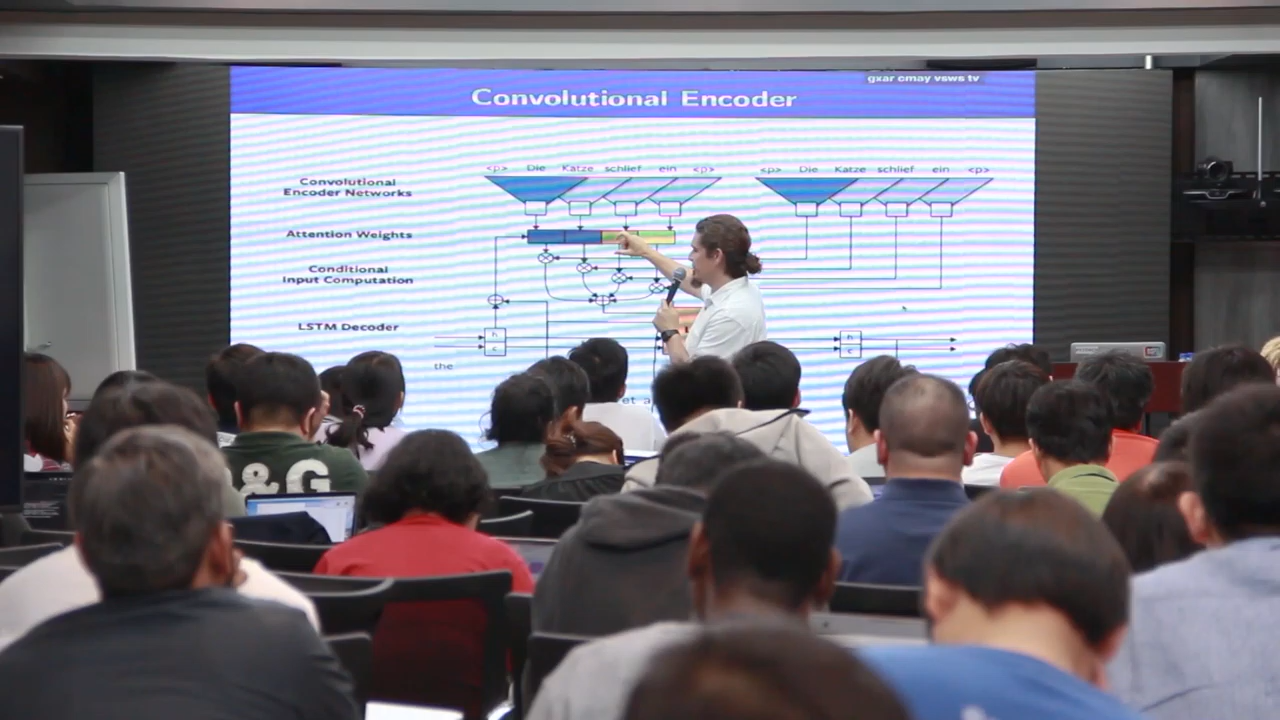 gxar cmay vsws tv
Convolutional Encoder
<p> Die Katze schlief ein <p>
<p> Die Katze schlief ein <p>
Convolutional
Encoder Networks
Attention Weights
Conditional
Input Computation
LSTM Decoder
h
c
h
c
the
et a
&G